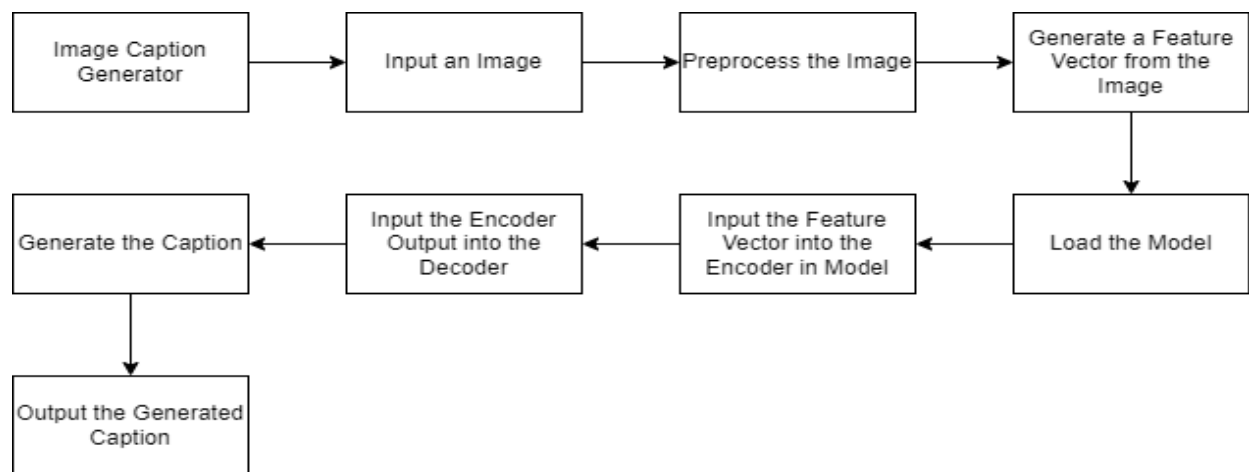 Image Caption
Generator
Input an Image
Preprocess the Image
Generate a Feature
Vector from the
Image
Load the Model
Input the Feature
Vector into the
Encoder in Model
Input the Encoder
Output into the
Decoder
Generate the Caption
Output the Generated
Caption